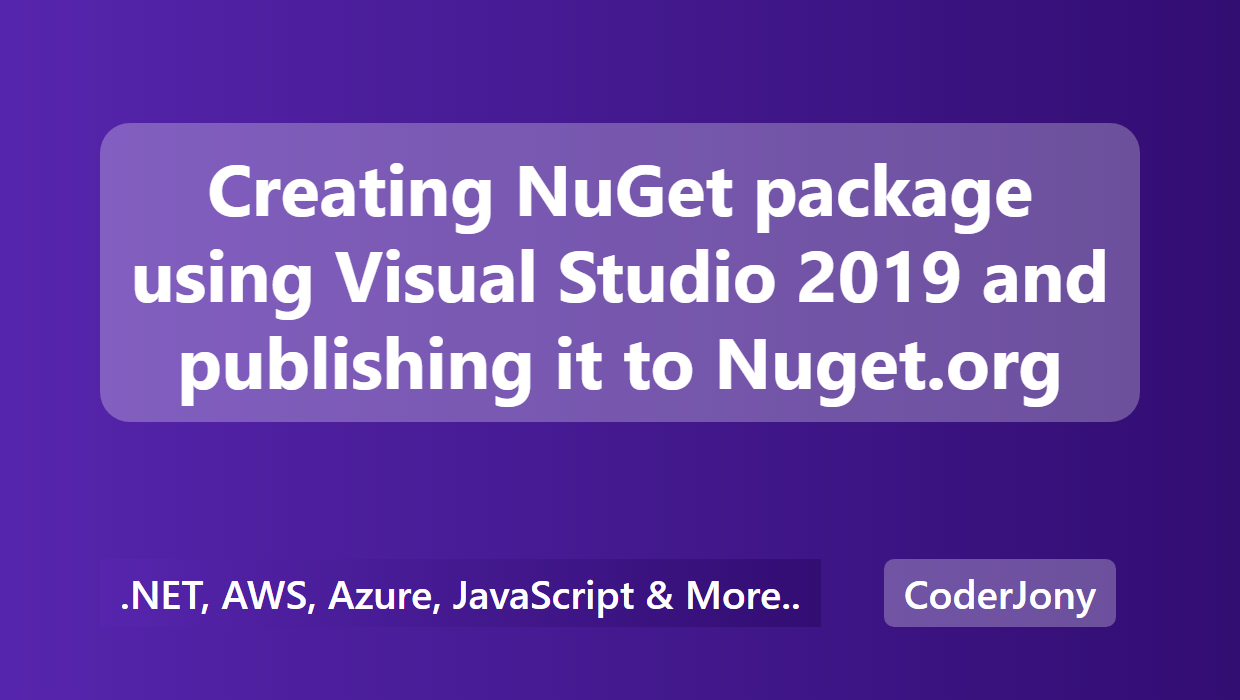 Creating NuGet package
using Visual Studio 2019 and
publishing it to Nuget.org
.NET, AWS, Azure, JavaScript & More..
CoderJony